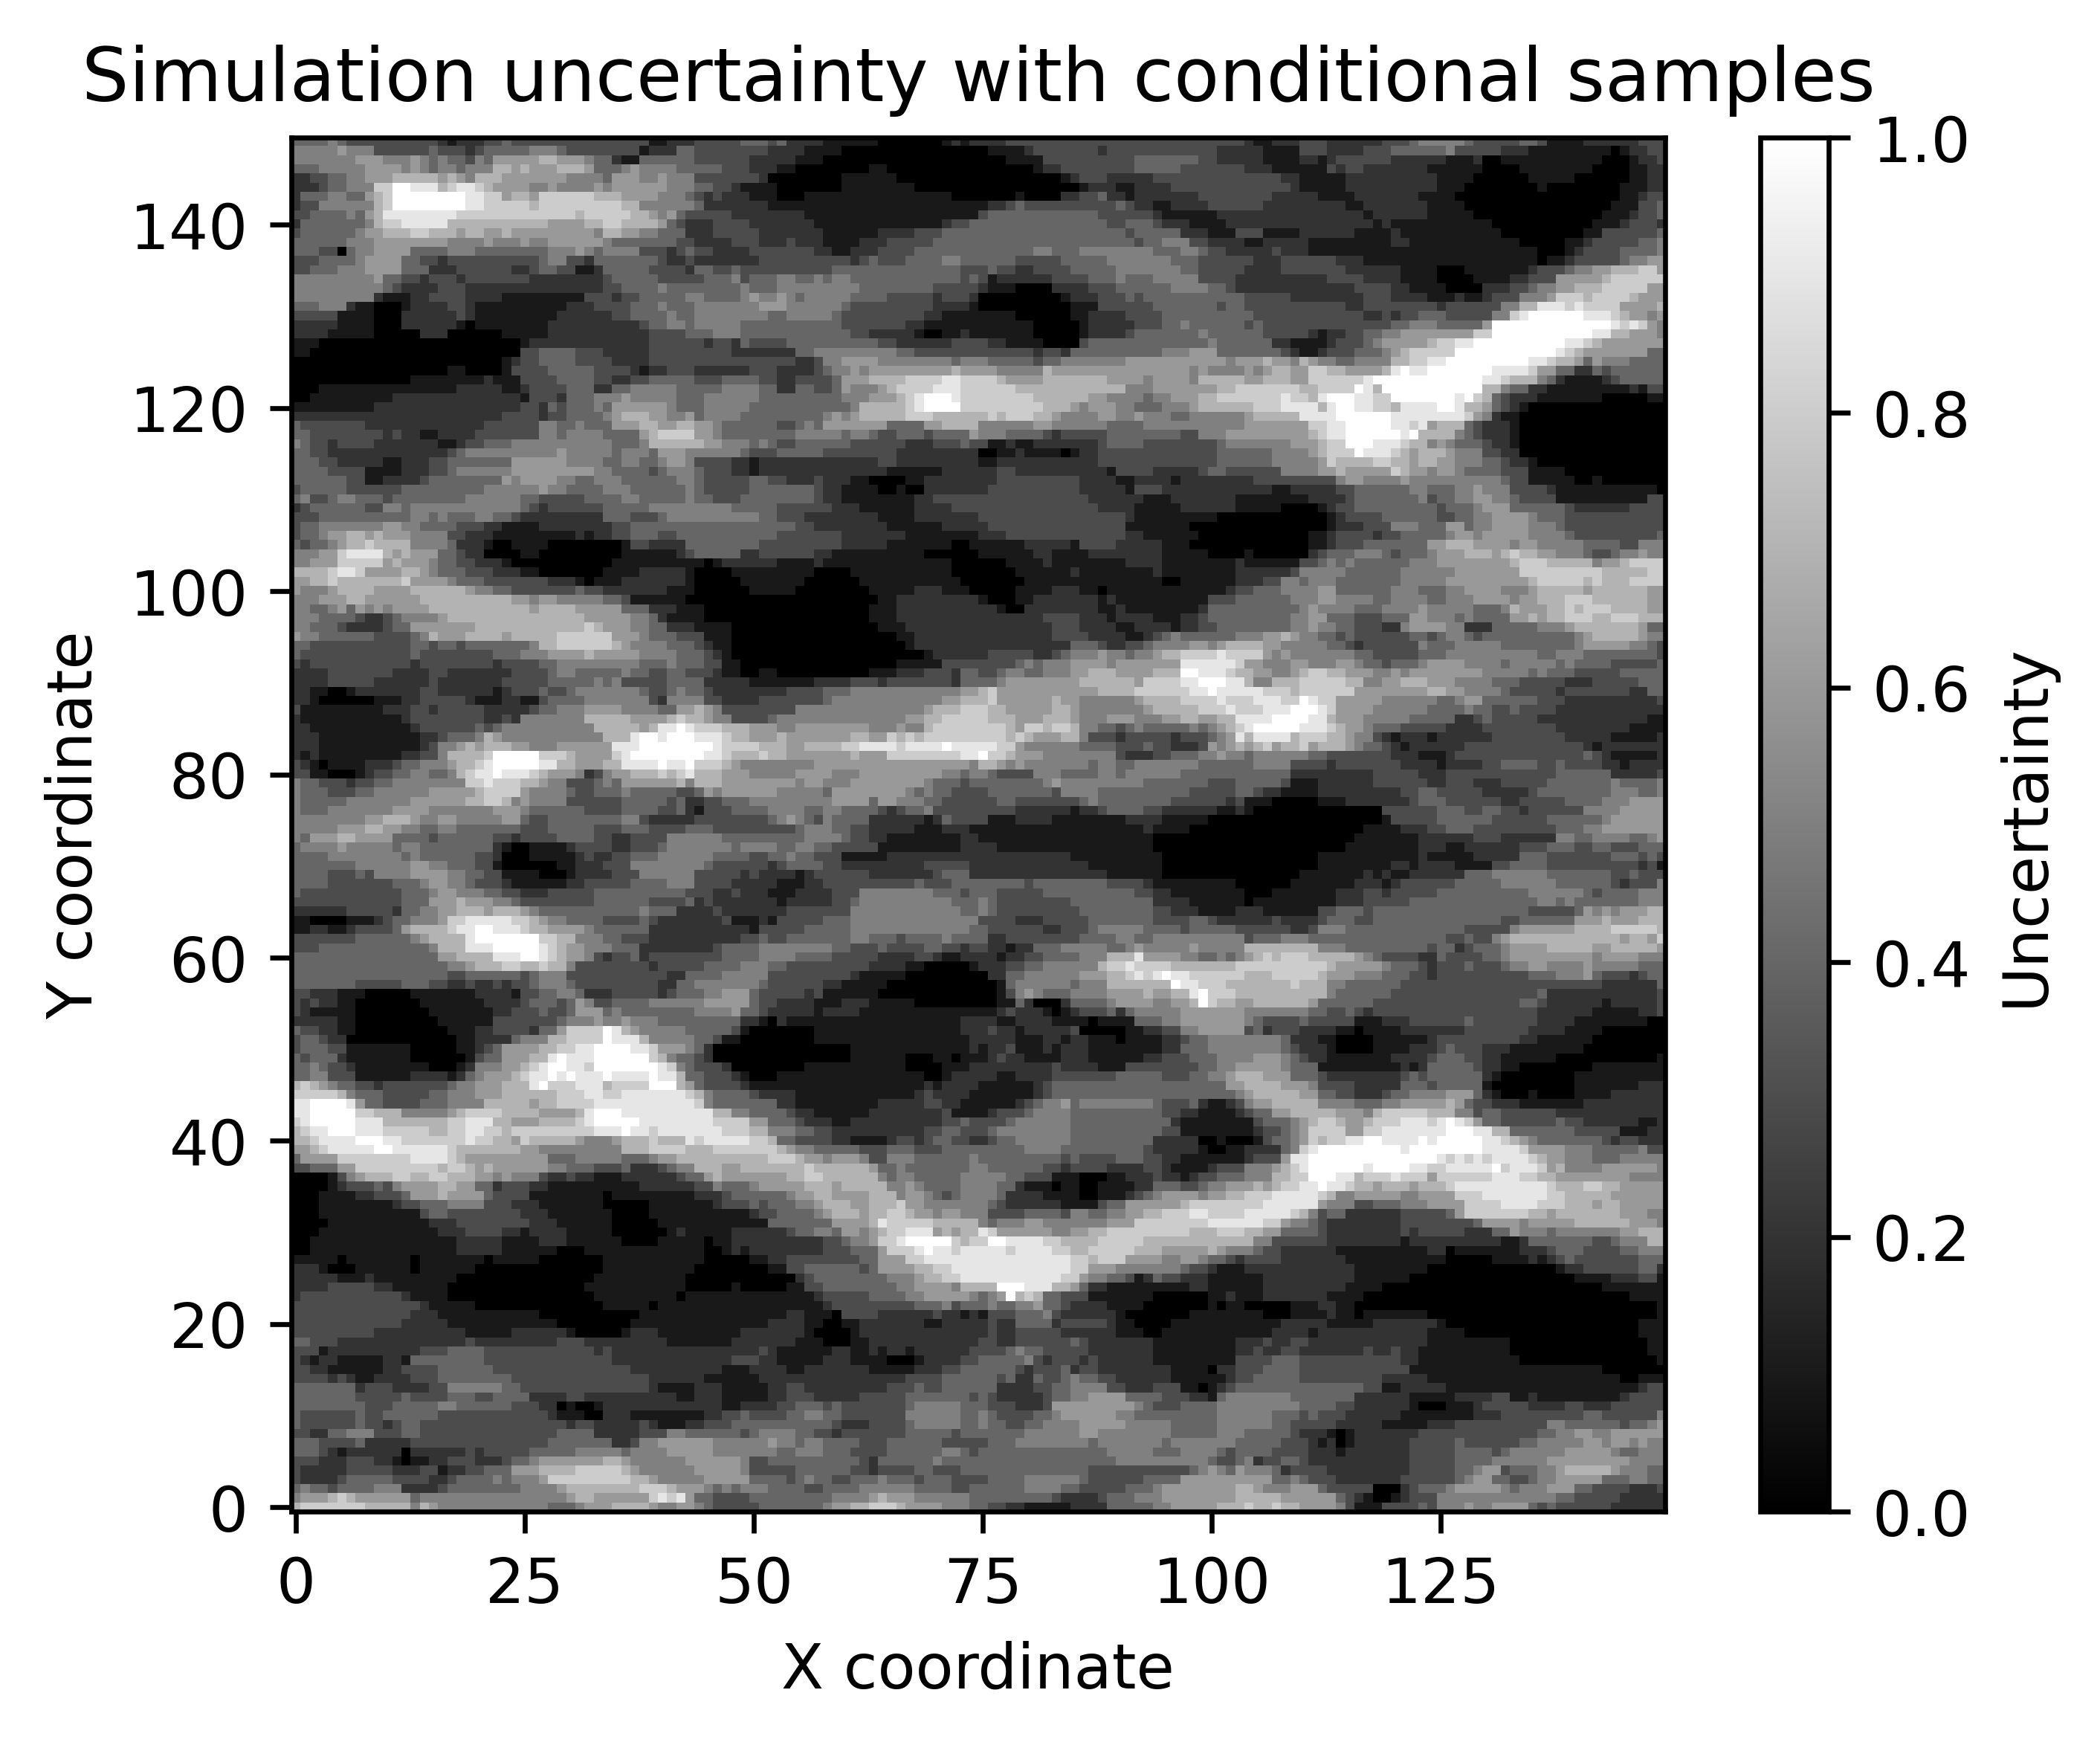 Simulation uncertainty with conditional samples
140
120
100
80
60
40
20
0
Y coordinate
0 25 50 75 100 125
X coordinate
1.0
0.8
0.6
0.4
0.2
0.0
Uncertainty